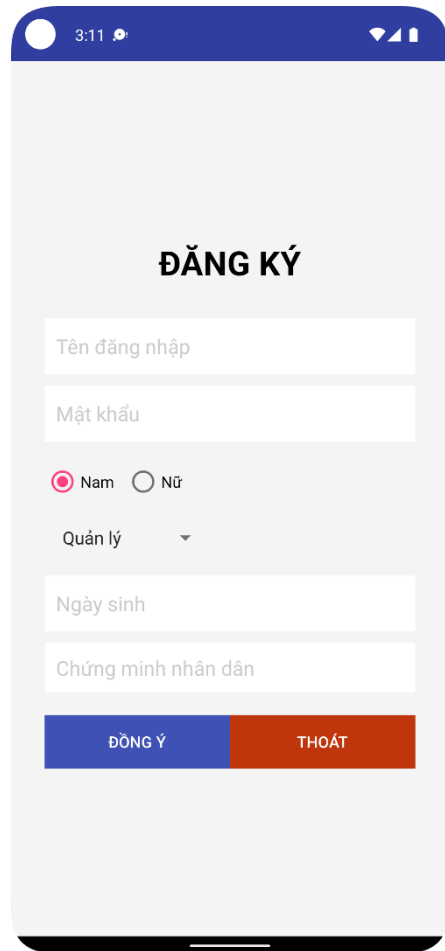 3:11
ĐĂNG KÝ
Tên đăng nhập
Mật khẩu
Nam Nữ
Quản lý
Ngày sinh
Chứng minh nhân dân
ĐỒNG Ý THOÁT